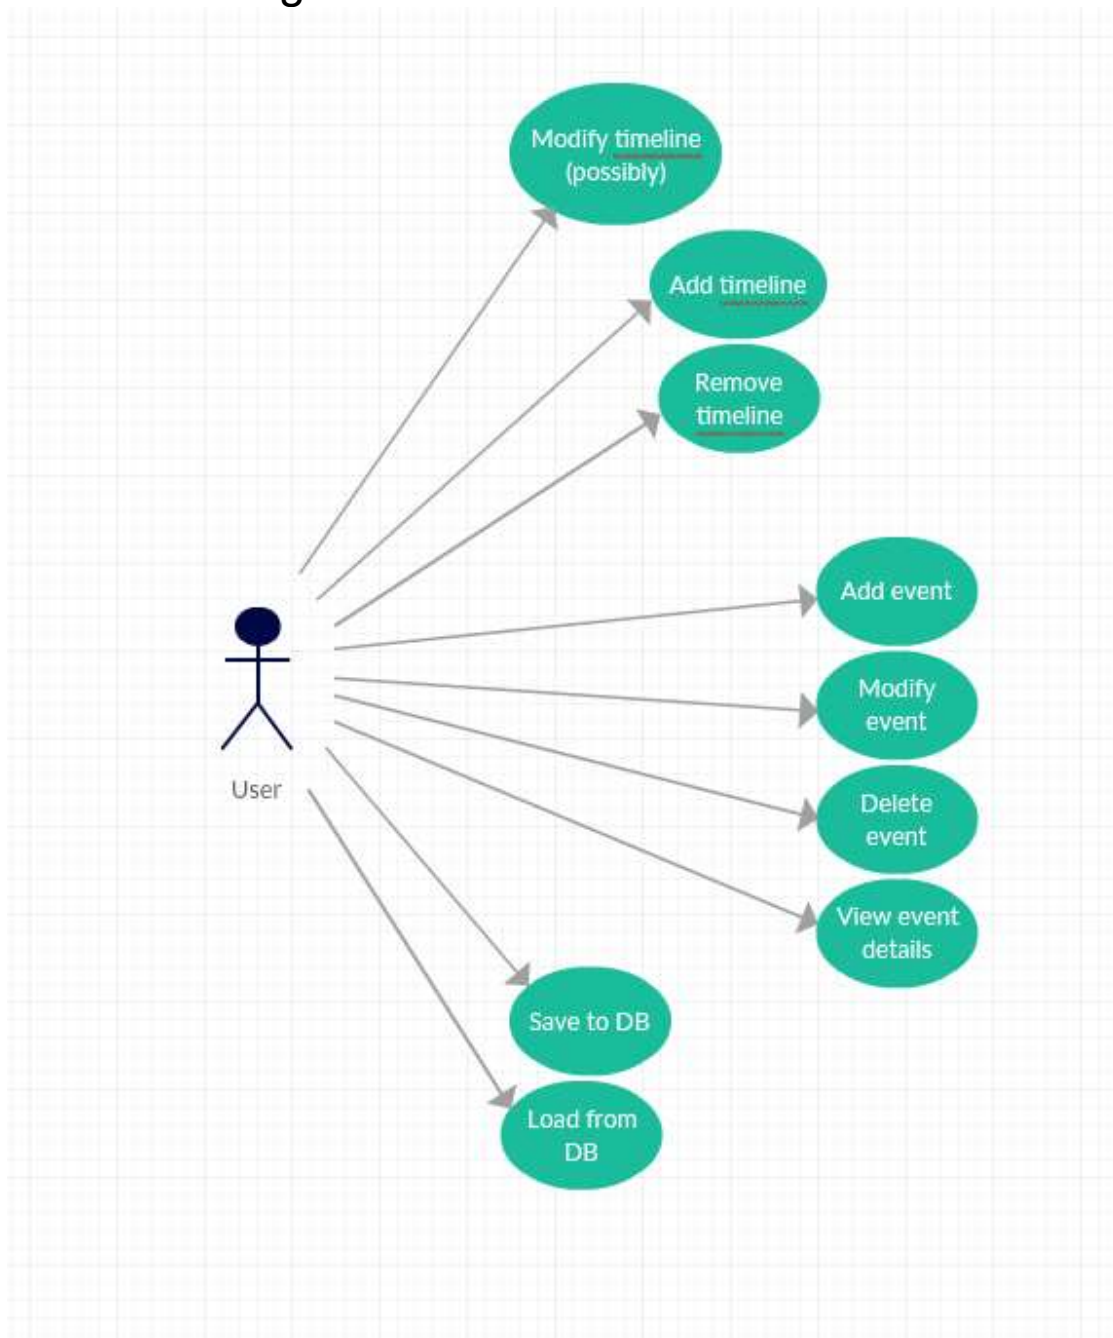 Modify timeline
(possibly)
Add timeline
Remove
timeline
Add event
Modify
event
Delete
event
View event
details
User
Save to DB
Load from
DB